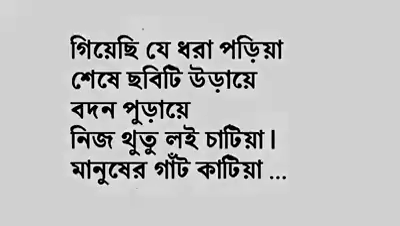 গিয়েছি যে ধরা পড়িয়া
শেষে ছবিটি উড়ায়ে
বদন পুড়ায়ে
নিজ থুতু লই চাটিয়া।
মানুষের গাঁট কাটিয়া ...